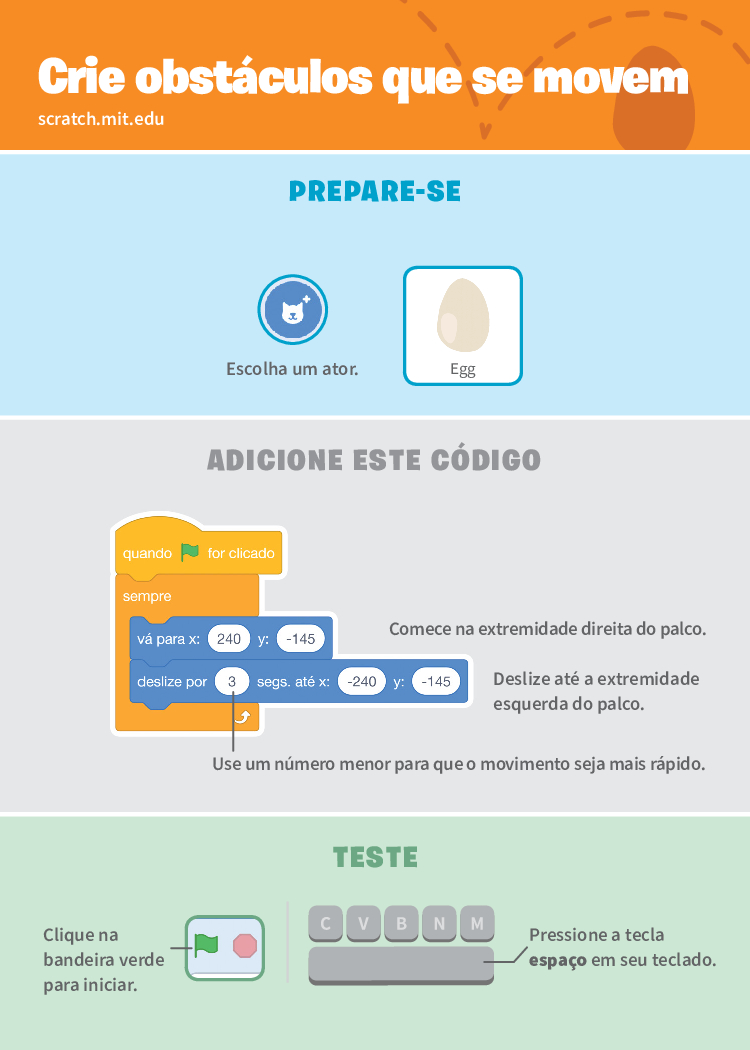 Crie obstáculos que se movem
scratch.mit.edu
PREPARE-SE
Escolha um ator.
Egg
ADICIONE ESTE CÓDIGO
quando for clicado
sempre
vá para x: 240 y: -145
Comece na extremidade direita do palco.
deslize por 3 segs. até x: -240 y: -145
Deslize até a extremidade
esquerda do palco.
Use um número menor para que o movimento seja mais rápido.
TESTE
Clique na
bandeira verde
para iniciar.
C V B N M
Pressione a tecla
espaço em seu teclado.